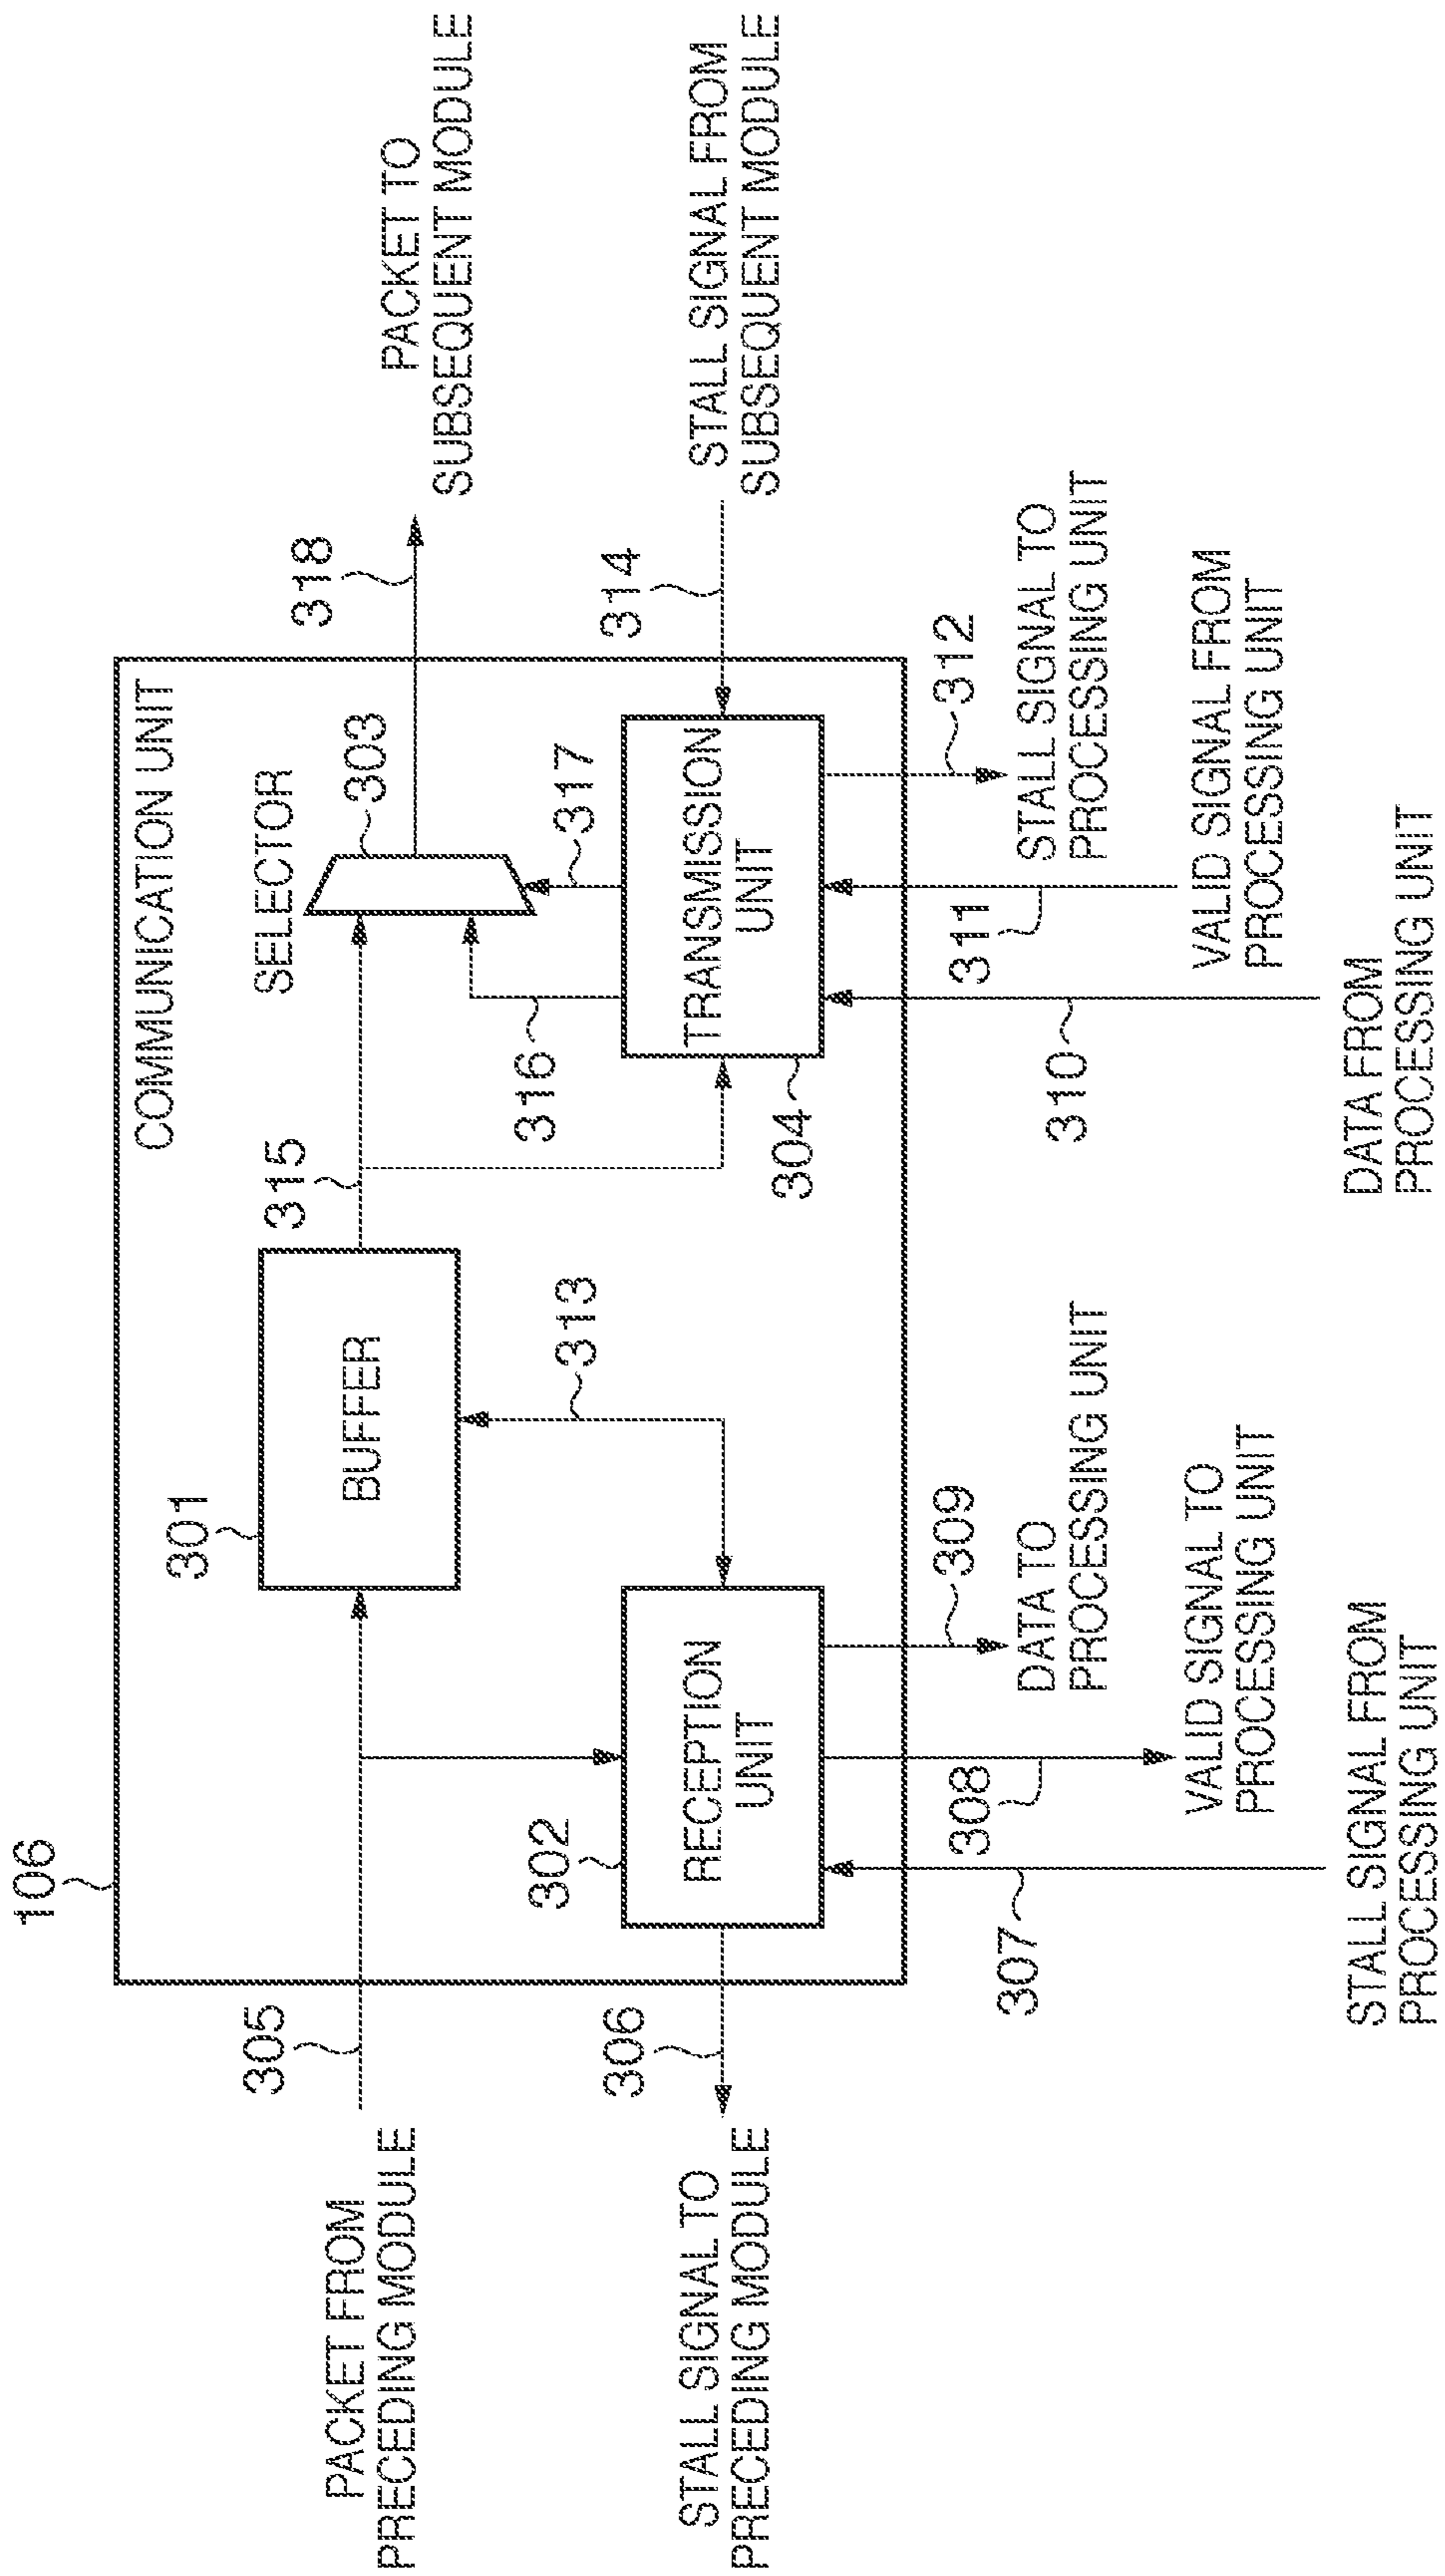 106
COMMUNICATION UNIT
PACKET FROM
PRECEDING MODULE
305
301
BUFFER
315
SELECTOR
303
318
PACKET TO
SUBSEQUENT MODULE
313
316
317
STALL SIGNAL TO
PRECEDING MODULE
306
302
RECEPTION
UNIT
304
TRANSMISSION
UNIT
314
STALL SIGNAL FROM
SUBSEQUENT MODULE
307
308
309
310
311
312
DATA TO
PROCESSING UNIT
STALL SIGNAL TO
PROCESSING UNIT
VALID SIGNAL TO
PROCESSING UNIT
VALID SIGNAL FROM
PROCESSING UNIT
STALL SIGNAL FROM
PROCESSING UNIT
DATA FROM
PROCESSING UNIT